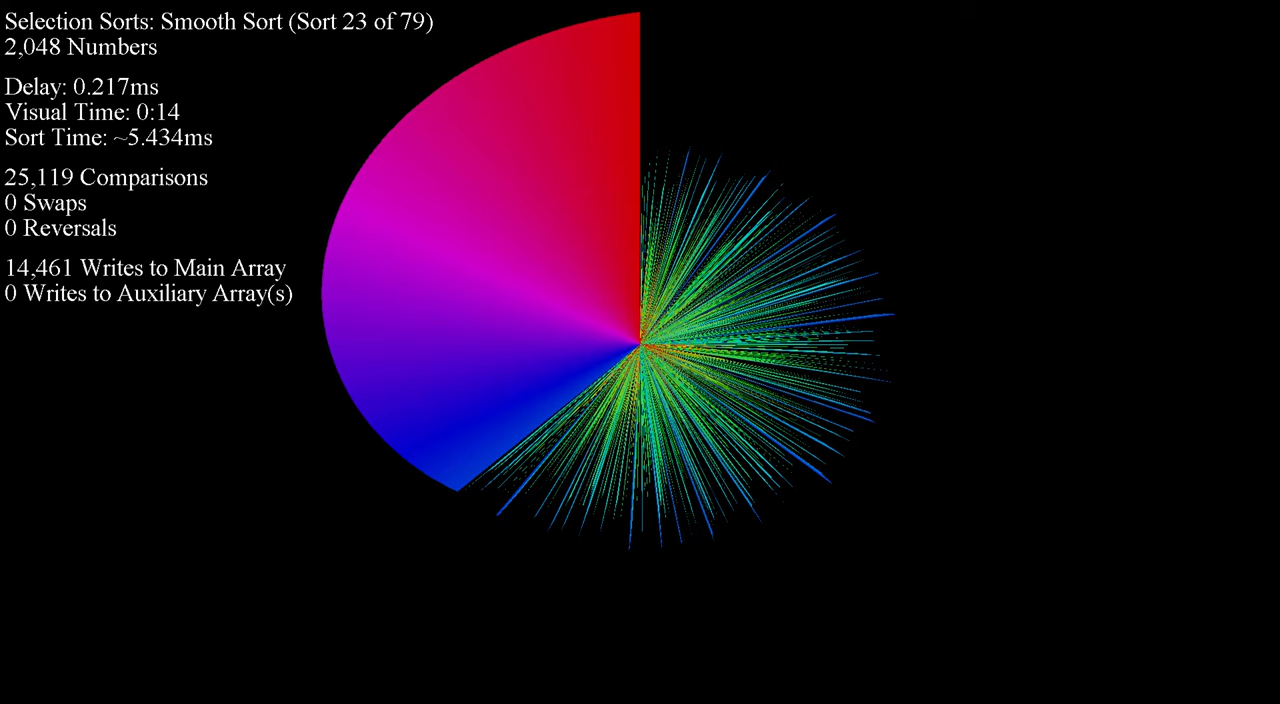 Selection Sorts: Smooth Sort (Sort 23 of 79)
2,048 Numbers
Delay: 0.217ms
Visual Time: 0:14
Sort Time: ~5.434ms
25,119 Comparisons
0 Swaps
0 Reversals
14,461 Writes to Main Array
0 Writes to Auxiliary Array(s)